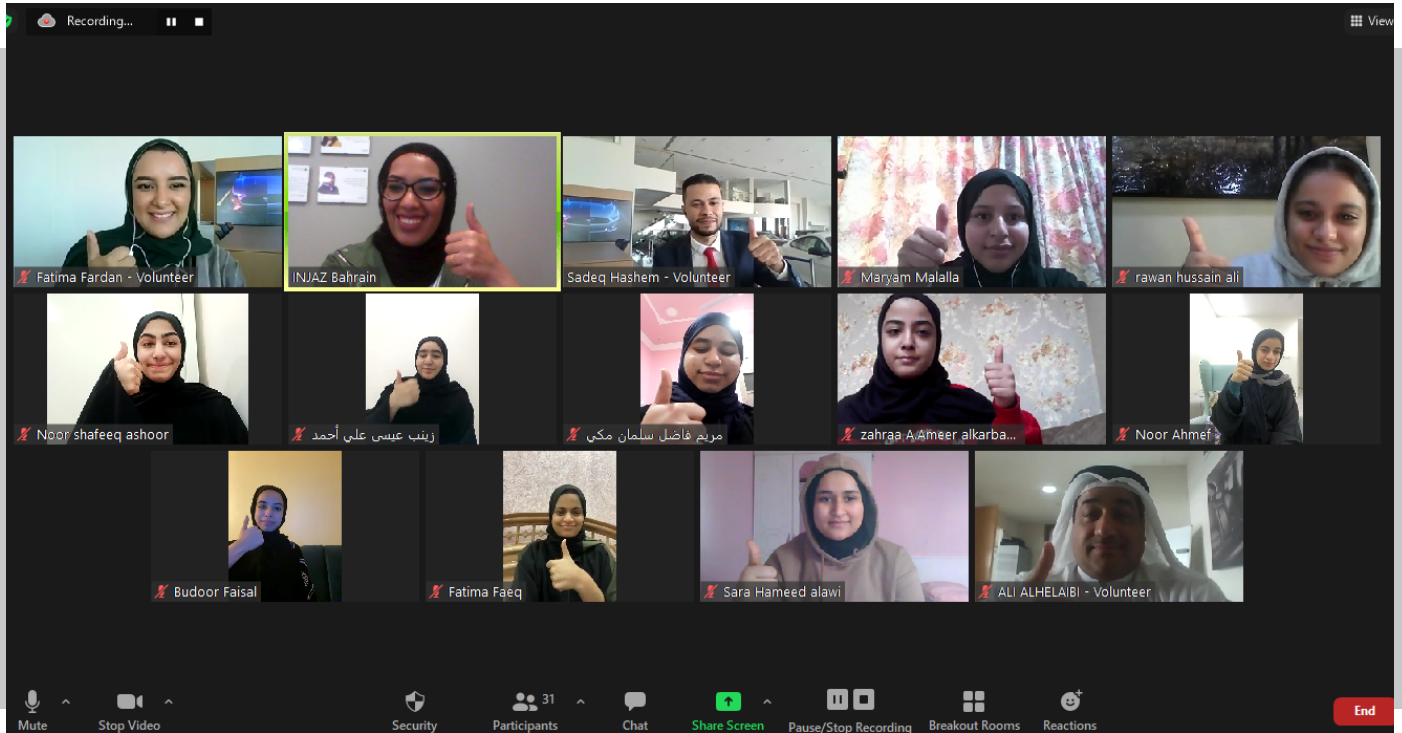 Recording...
View
Fatima Fardan - Volunteer
INJAZ Bahrain
Sadeq Hashem - Volunteer
Maryam Malalla
rawan hussain ali
Noor shafeeq ashoor
زينب عيسى علي أحمد
مريم فاضل سلمان مكي
zahraa A.Ameer alkarba...
Noor Ahmef
Budoor Faisal
Fatima Faeq
Sara Hameed alawi
ALI ALHELAIBI - Volunteer
31
Mute
Stop Video
Security
Participants
Chat
Share Screen
Pause/Stop Recording
Breakout Rooms
Reactions
End